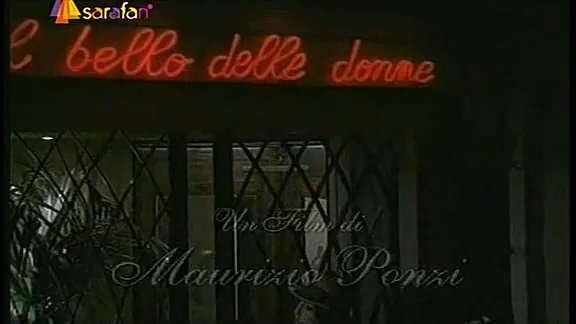 sarafan
l bello delle donne
Un Film di
Maurizio Ponzi